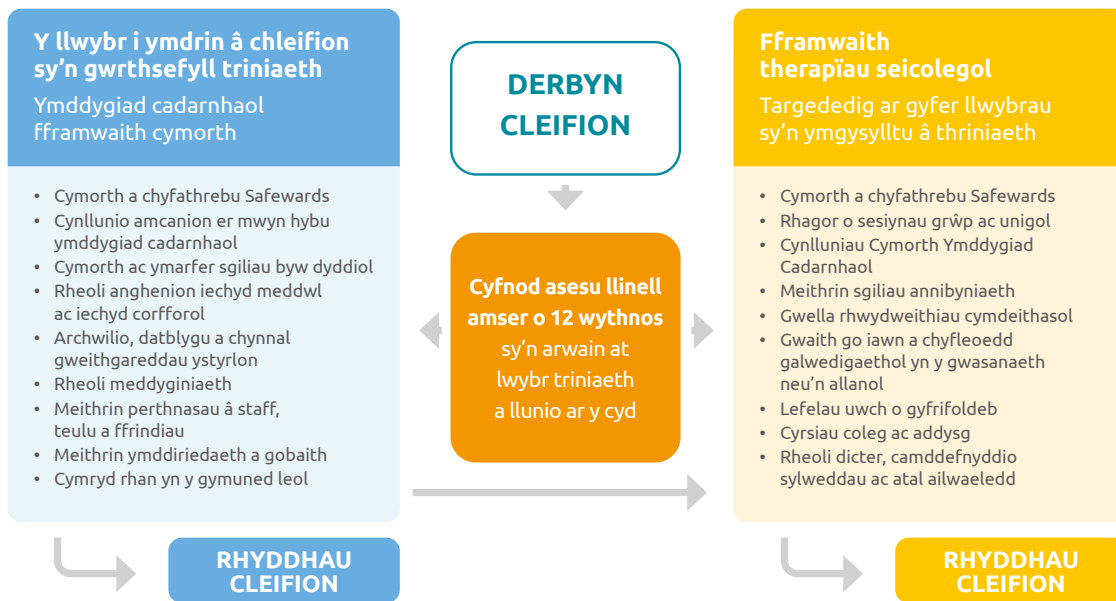 Y llwybr i ymdrin â chleifion
sy'n gwrthsefyll triniaeth
Ymddygiad cadarnhaol
fframwaith cymorth
• Cymorth a chyfathrebu Safewards
• Cynllunio amcanion er mwyn hybu
ymddygiad cadarnhaol
• Cymorth ac ymarfer sgiliau byw dyddiol
• Rheoli anghenion iechyd meddwl
ac iechyd corfforol
• Archwilio, datblygu a chynnal
gweithgareddau ystyrlon
• Rheoli meddyginiaeth
• Meithrin perthnasau â staff,
teulu a ffrindiau
• Meithrin ymddiriedaeth a gobaith
• Cymryd rhan yn y gymuned leol
RHYDDHAU
CLEIFION
DERBYN
CLEIFION
Cyfnod asesu llinell
amser o 12 wythnos
sy'n arwain at
lwybr triniaeth
a llunio ar y cyd
Fframwaith
therapïau seicolegol
Targededig ar gyfer llwybrau
sy'n ymgysylltu â thriniaeth
• Cymorth a chyfathrebu Safewards
• Rhagor o sesiynau grŵp ac unigol
• Cynlluniau Cymorth Ymddygiad
Cadarnhaol
• Meithrin sgiliau annibyniaeth
• Gwella rhwydweithiau cymdeithasol
• Gwaith go iawn a chyfleoedd
galwedigaethol yn y gwasanaeth
neu'n allanol
• Lefelau uwch o gyfrifoldeb
• Cyrsiau coleg ac addysg
• Rheoli dicter, camddefnyddio
sylweddau ac atal ailwaeledd
RHYDDHAU
CLEIFION